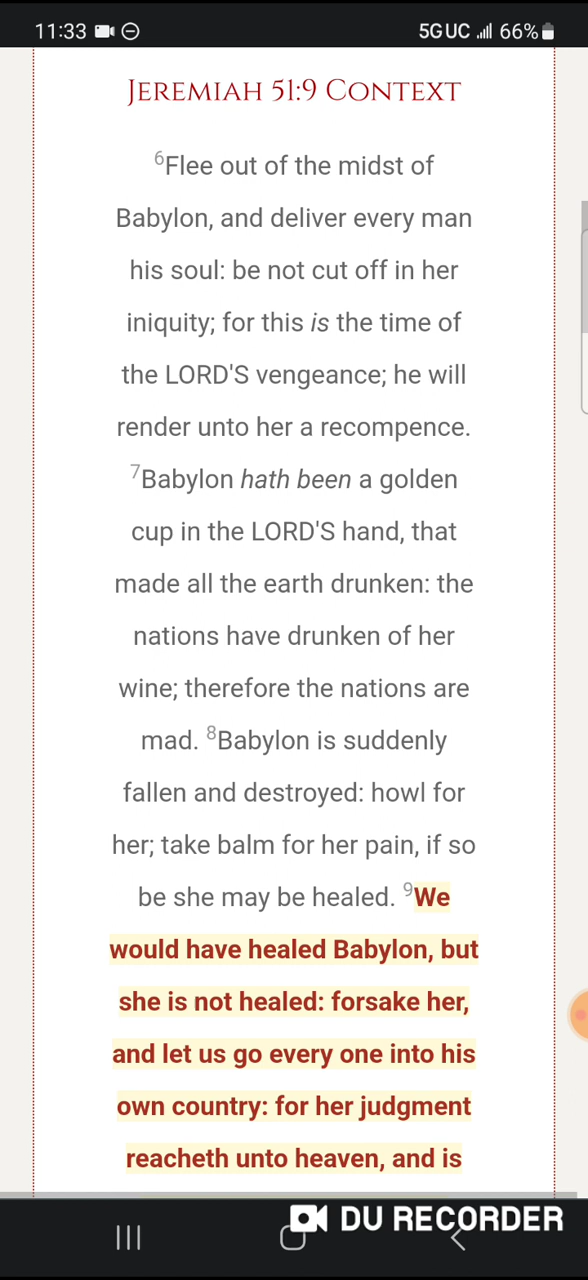 11:33
5G UC 66%
JEREMIAH 51:9 CONTEXT
6Flee out of the midst of
Babylon, and deliver every man
his soul: be not cut off in her
iniquity; for this is the time of
the LORD'S vengeance; he will
render unto her a recompence.
7Babylon hath been a golden
cup in the LORD'S hand, that
made all the earth drunken: the
nations have drunken of her
wine; therefore the nations are
mad. 8Babylon is suddenly
fallen and destroyed: howl for
her; take balm for her pain, if so
be she may be healed. 9We
would have healed Babylon, but
she is not healed: forsake her,
and let us go every one into his
own country: for her judgment
reacheth unto heaven, and is
DU RECORDER